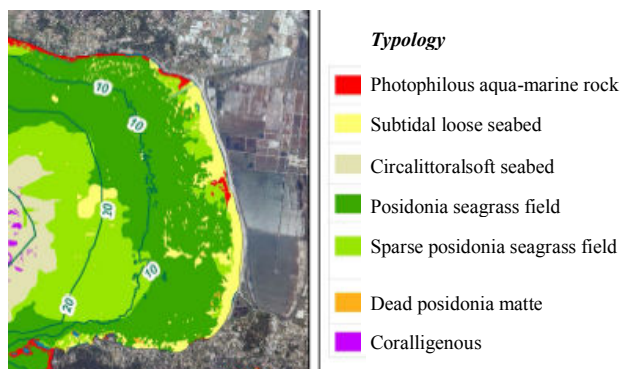 Typology
10
10
20
10
20
Photophilous aqua-marine rock
Subtidal loose seabed
Circalittoralsoft seabed
Posidonia seagrass field
Sparse posidonia seagrass field
Dead posidonia matte
Coralligenous